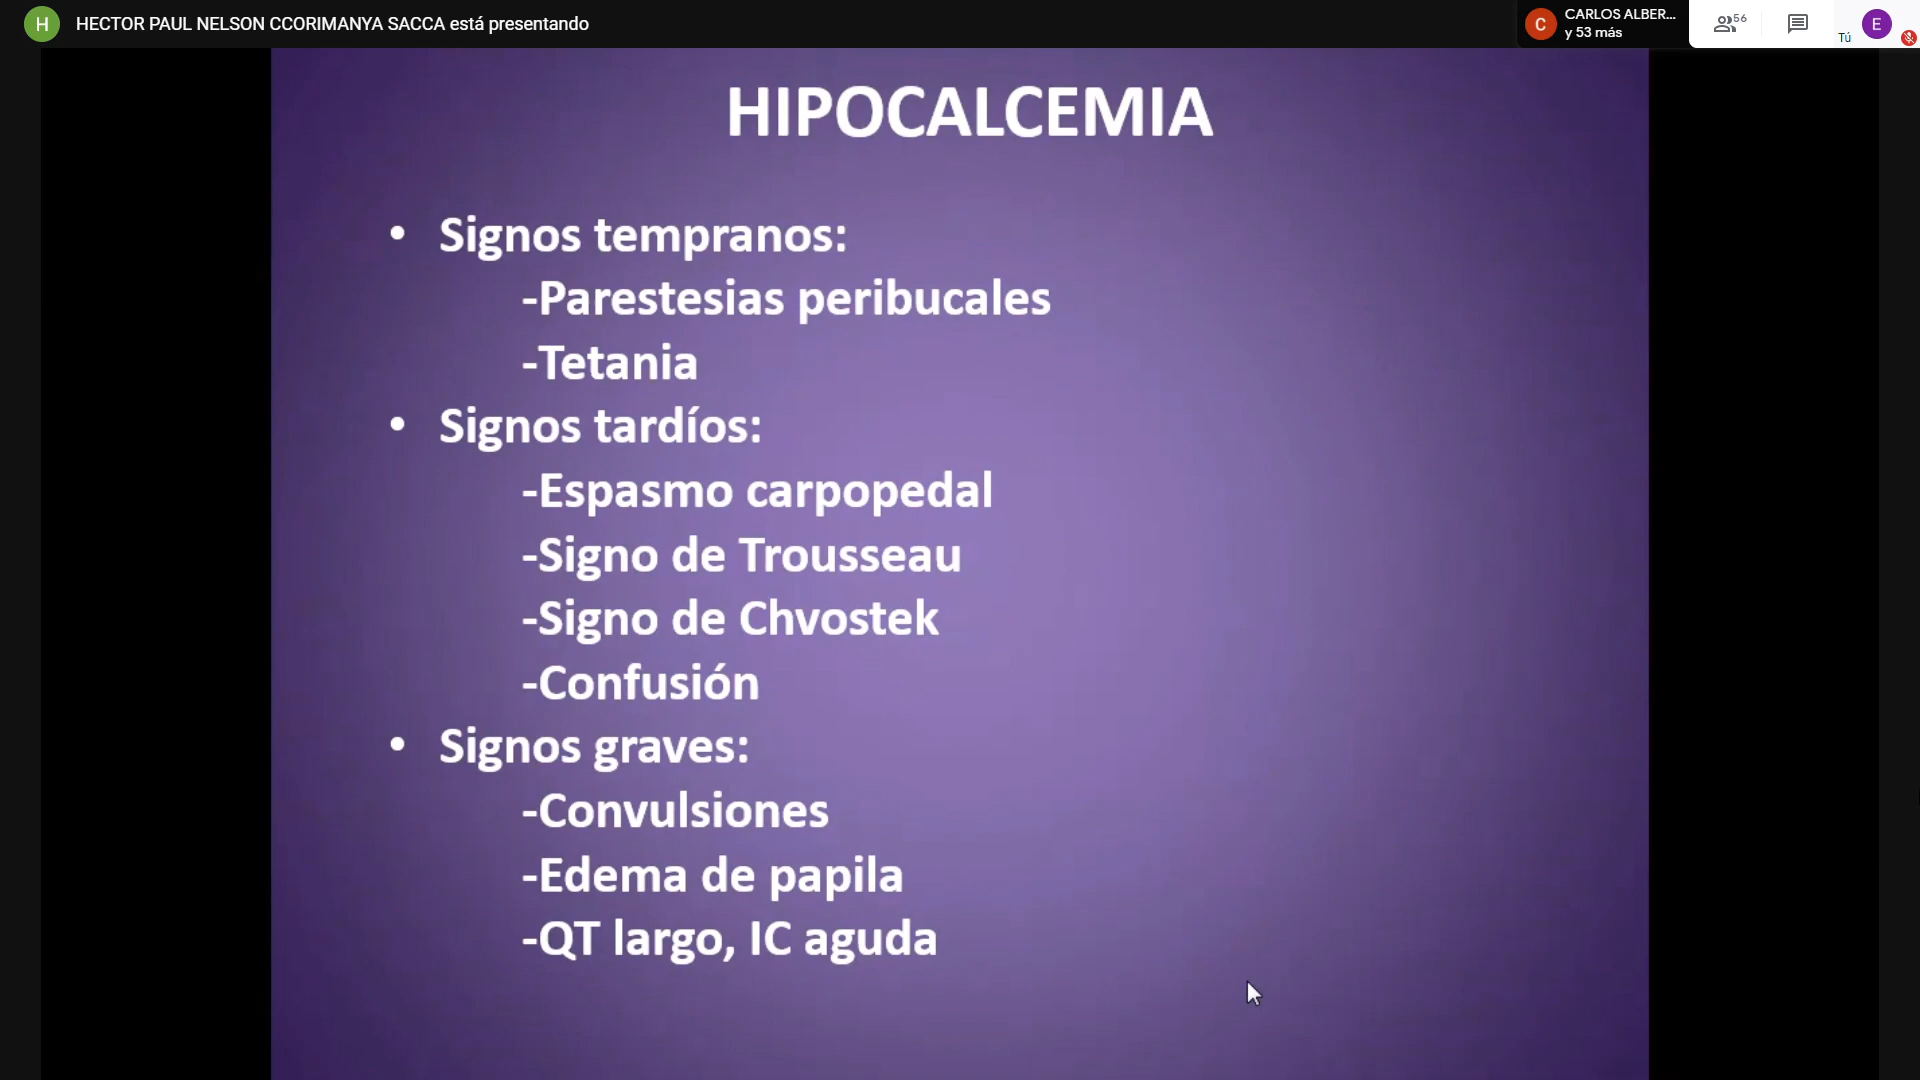 H HECTOR PAUL NELSON CCORIMANYA SACCA está presentando
C CARLOS ALBER...
y 53 más
56
Tú
E
HIPOCALCEMIA
• Signos tempranos:
-Parestesias peribucales
-Tetania
• Signos tardíos:
-Espasmo carpopedal
-Signo de Trousseau
-Signo de Chvostek
-Confusión
• Signos graves:
-Convulsiones
-Edema de papila
-QT largo, IC aguda